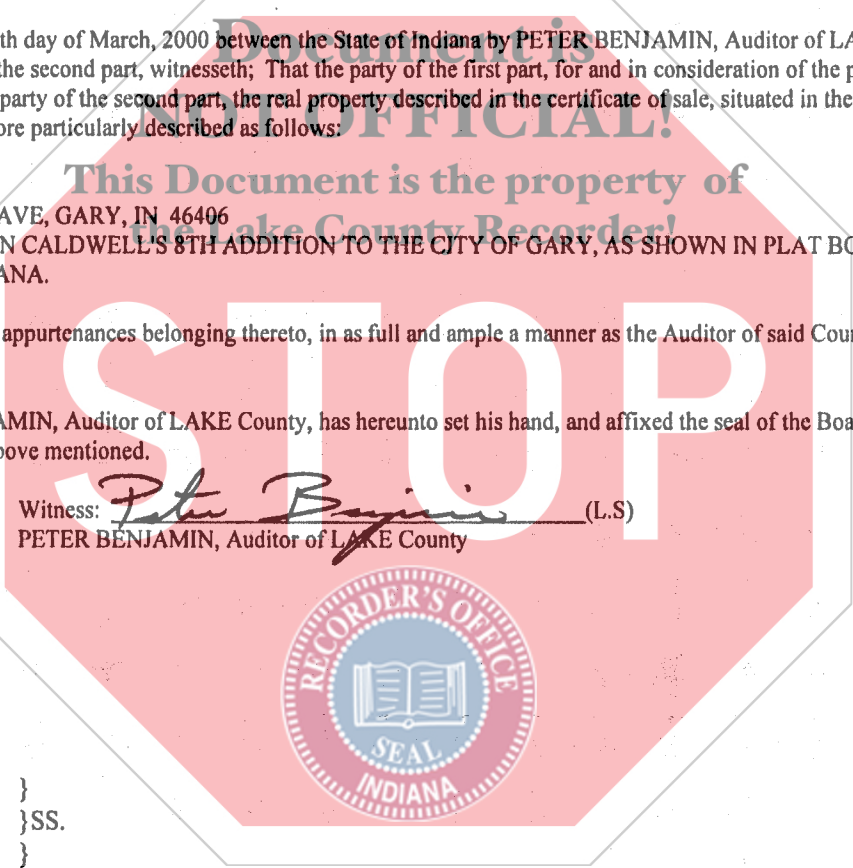 Document is
th day of March, 2000 between the State of Indiana by PETER BENJAMIN, Auditor of LA
the second part, witnesseth; That the party of the first part, for and in consideration of the p
party of the second part, the real property described in the certificate of sale, situated in the
NOT OFFICIAL!
ore particularly described as follows:
This Document is the property of
AVE, GARY, IN 46406
the Lake County Recorder!
N CALDWELL'S 8TH ADDITION TO THE CITY OF GARY, AS SHOWN IN PLAT BO
ANA.
STOP
appurtenances belonging thereto, in as full and ample a manner as the Auditor of said Coun
AMIN, Auditor of LAKE County, has hereunto set his hand, and affixed the seal of the Boa
bove mentioned.
Witness: Peter Benjamin (L.S)
PETER BENJAMIN, Auditor of LAKE County
RECORDER'S OFFICE
SEAL
INDIANA
}
}SS.
}